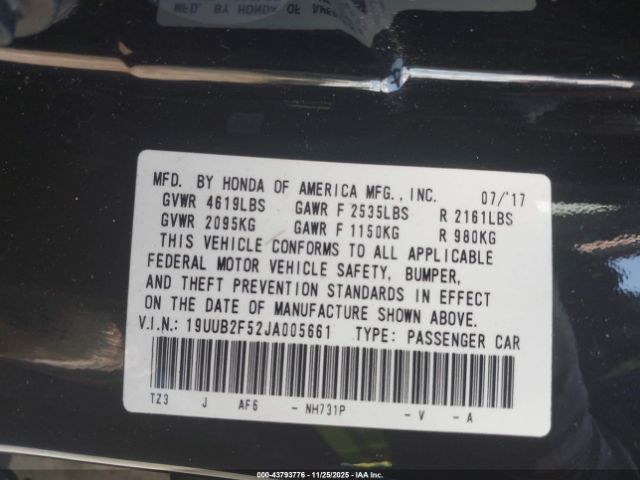 MFD. BY HONDA OF AMERICA MFG., INC. 07/'17
GVWR 4619LBS GAWR F 2535LBS R 2161LBS
GVWR 2095KG GAWR F 1150KG R 980KG
THIS VEHICLE CONFORMS TO ALL APPLICABLE
FEDERAL MOTOR VEHICLE SAFETY, BUMPER,
AND THEFT PREVENTION STANDARDS IN EFFECT
ON THE DATE OF MANUFACTURE SHOWN ABOVE.
V.I.N.: 19UUB2F52JA005661 TYPE: PASSENGER CAR
TZ3 J AF6 - NH731P - V - A
000-43793776 - 11/25/2025 - IAA Inc.